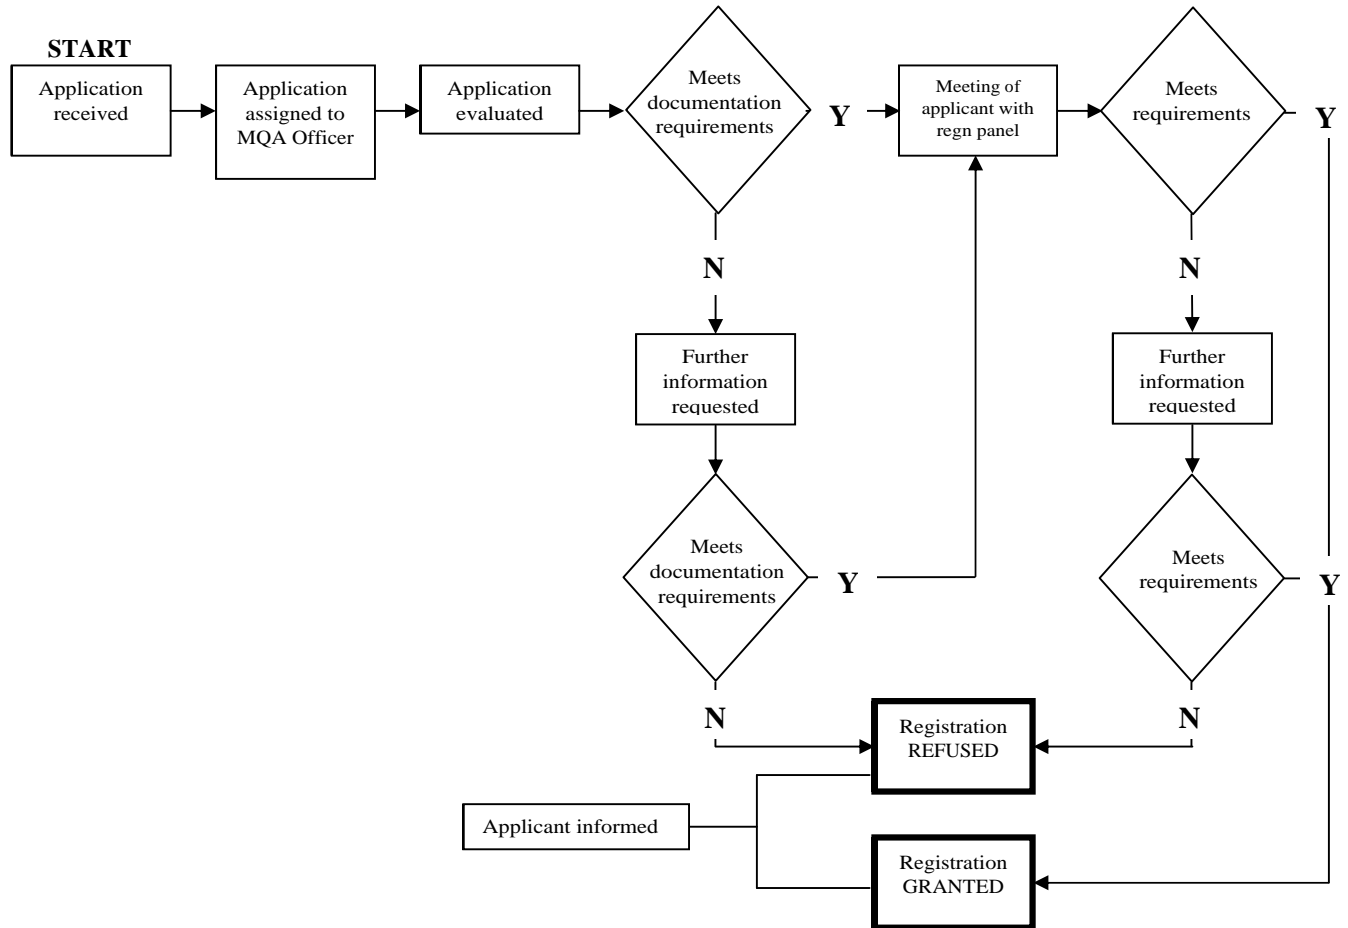 START
Application
received
Application
assigned to
MQA Officer
Application
evaluated
Meets
documentation
requirements
Y
Meeting of
applicant with
regn panel
Meets
requirements
Y
N
N
Further
information
requested
Further
information
requested
Meets
documentation
requirements
Y
Meets
requirements
Y
N
N
Registration
REFUSED
Applicant informed
Registration
GRANTED